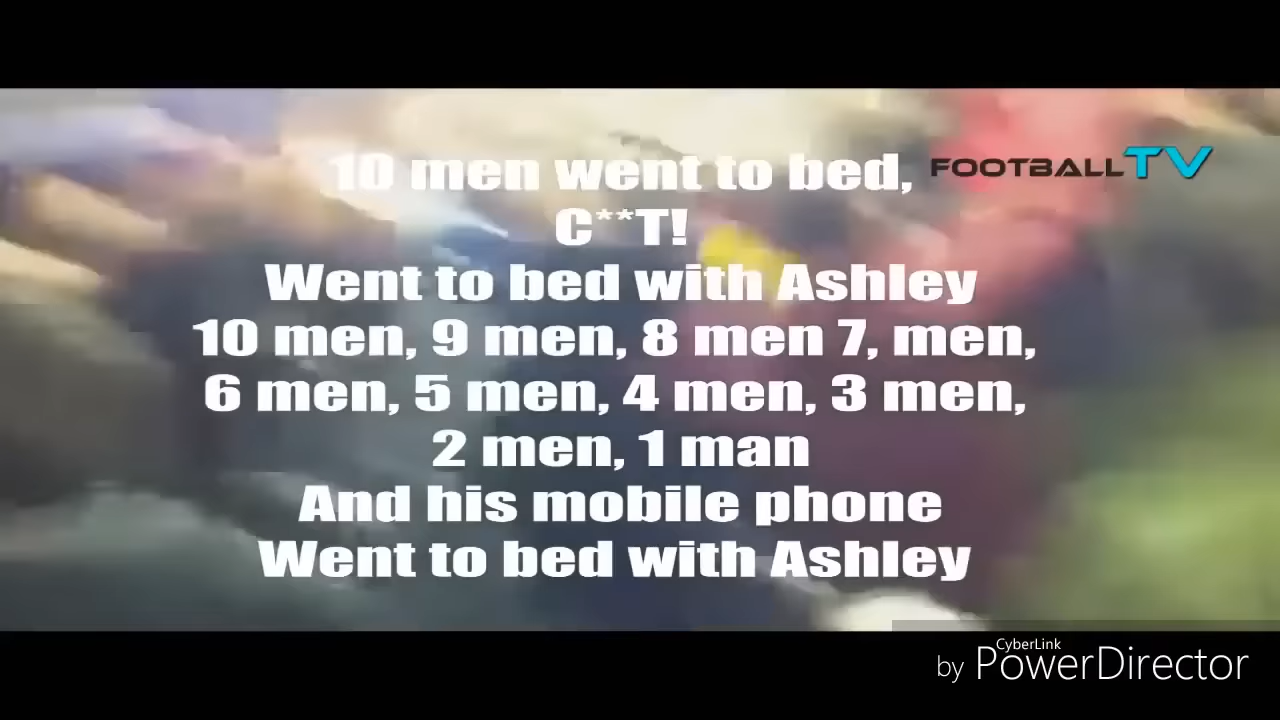 10 men went to bed,
FOOTBALLTV
C**T!
Went to bed with Ashley
10 men, 9 men, 8 men 7, men,
6 men, 5 men, 4 men, 3 men,
2 men, 1 man
And his mobile phone
Went to bed with Ashley
CyberLink
by PowerDirector